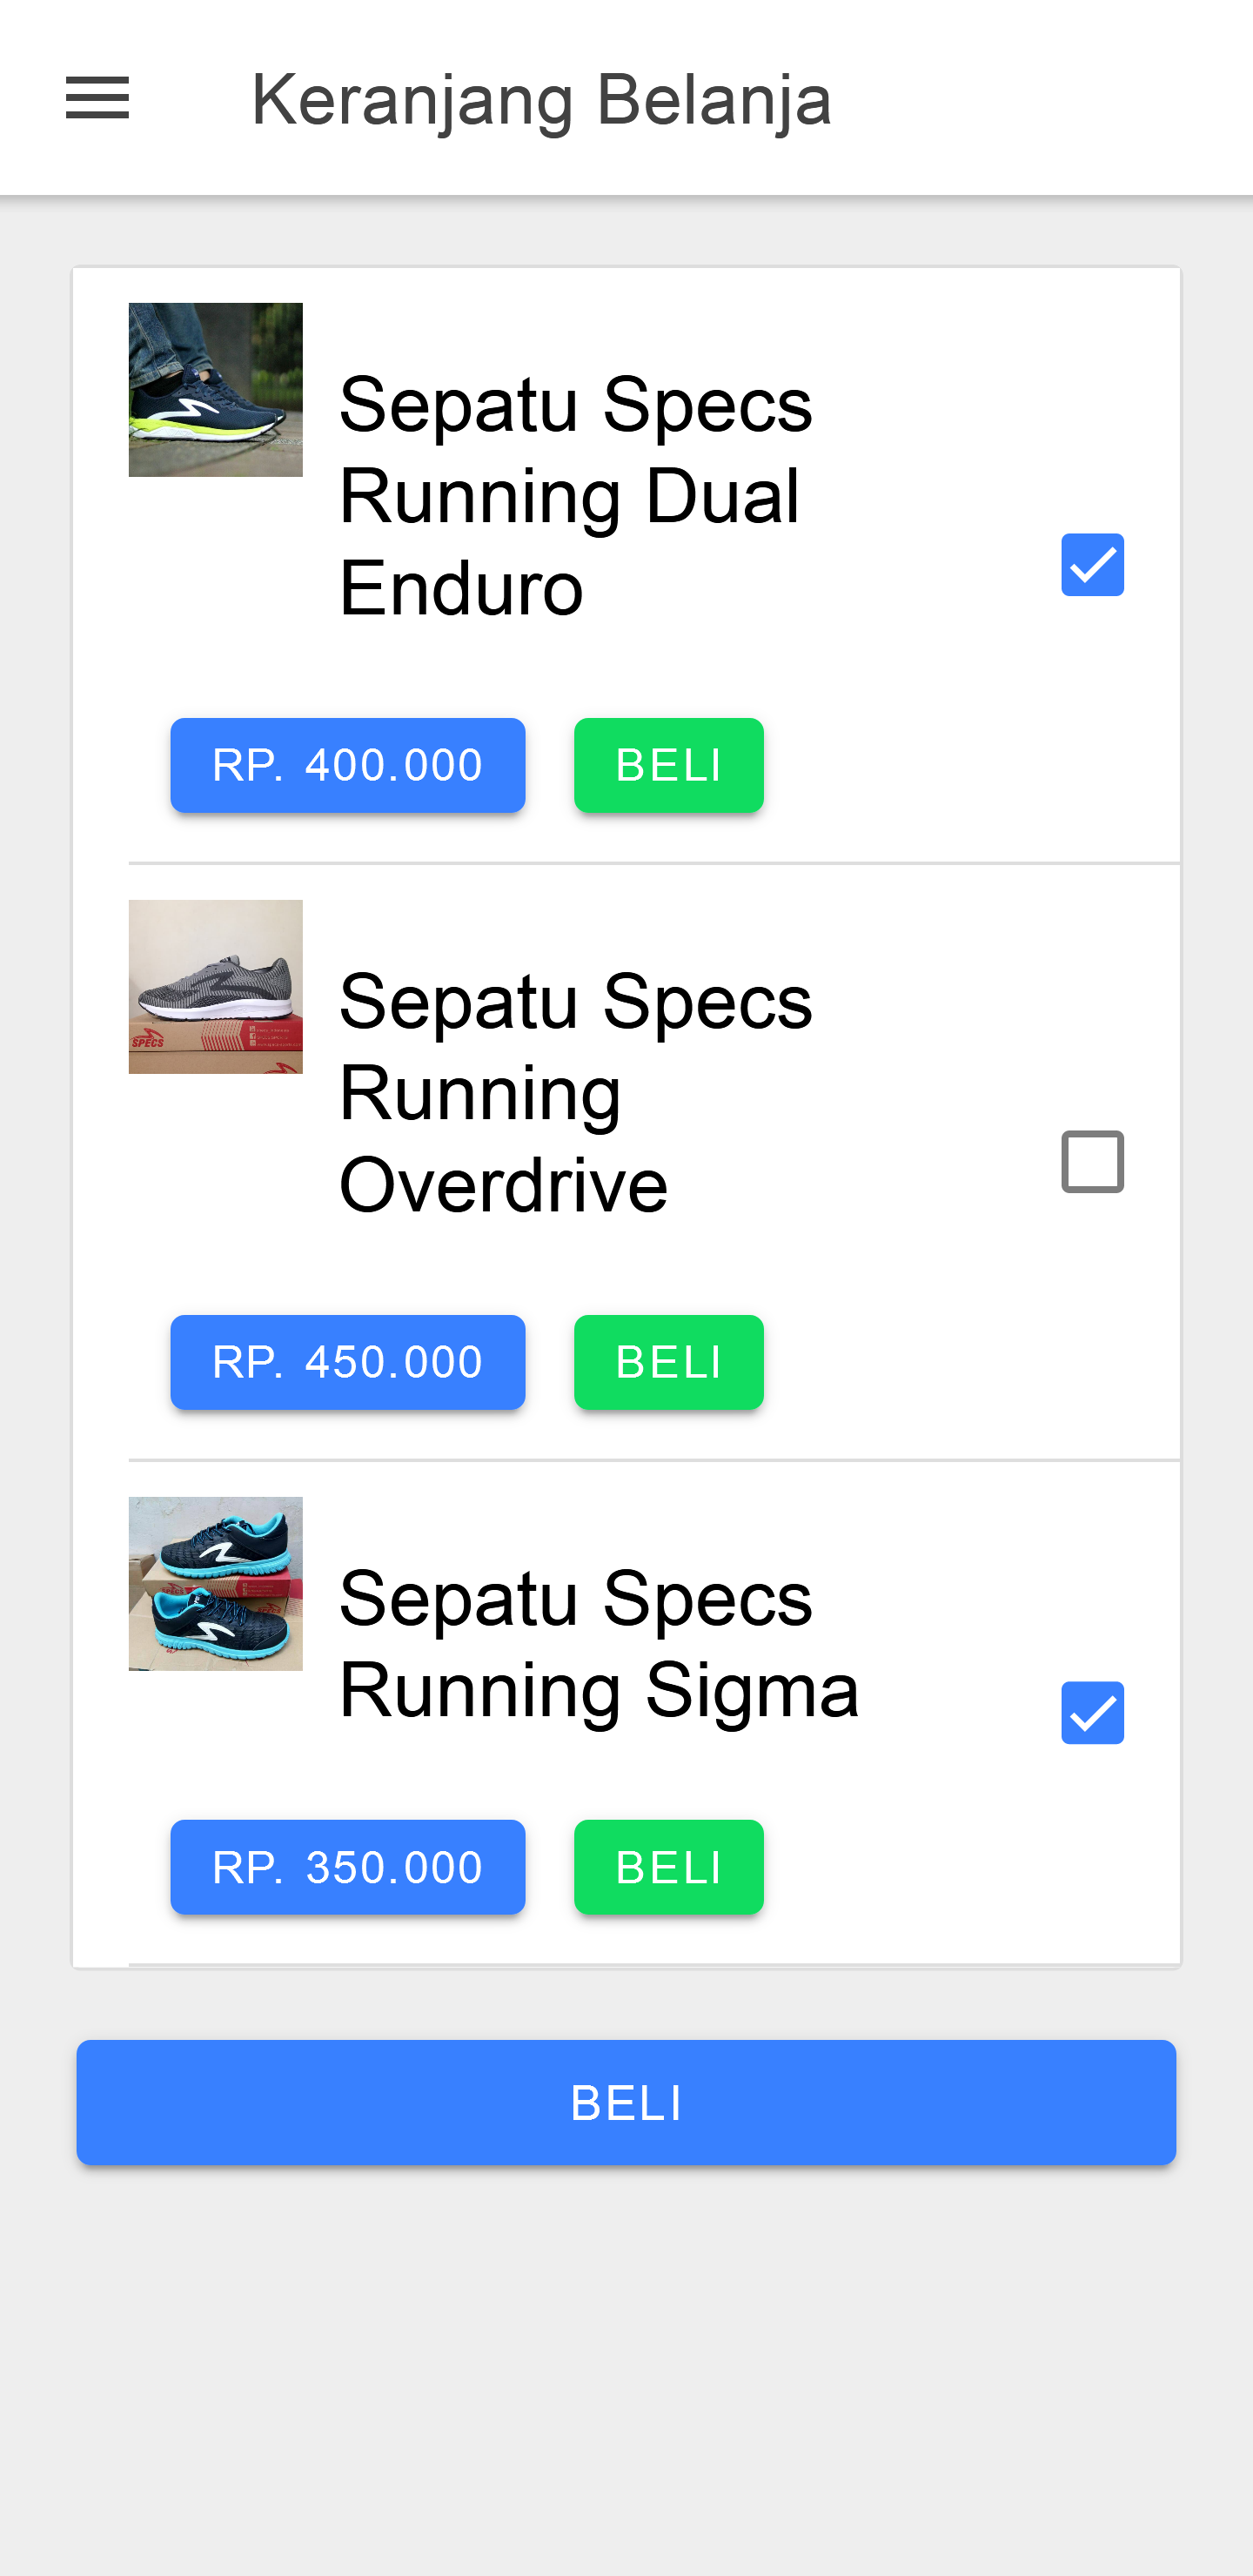 Keranjang Belanja
Sepatu Specs
Running Dual
Enduro
RP. 400.000
BELI
SPECS
Sepatu Specs
Running
Overdrive
RP. 450.000
BELI
Sepatu Specs
Running Sigma
RP. 350.000
BELI
BELI